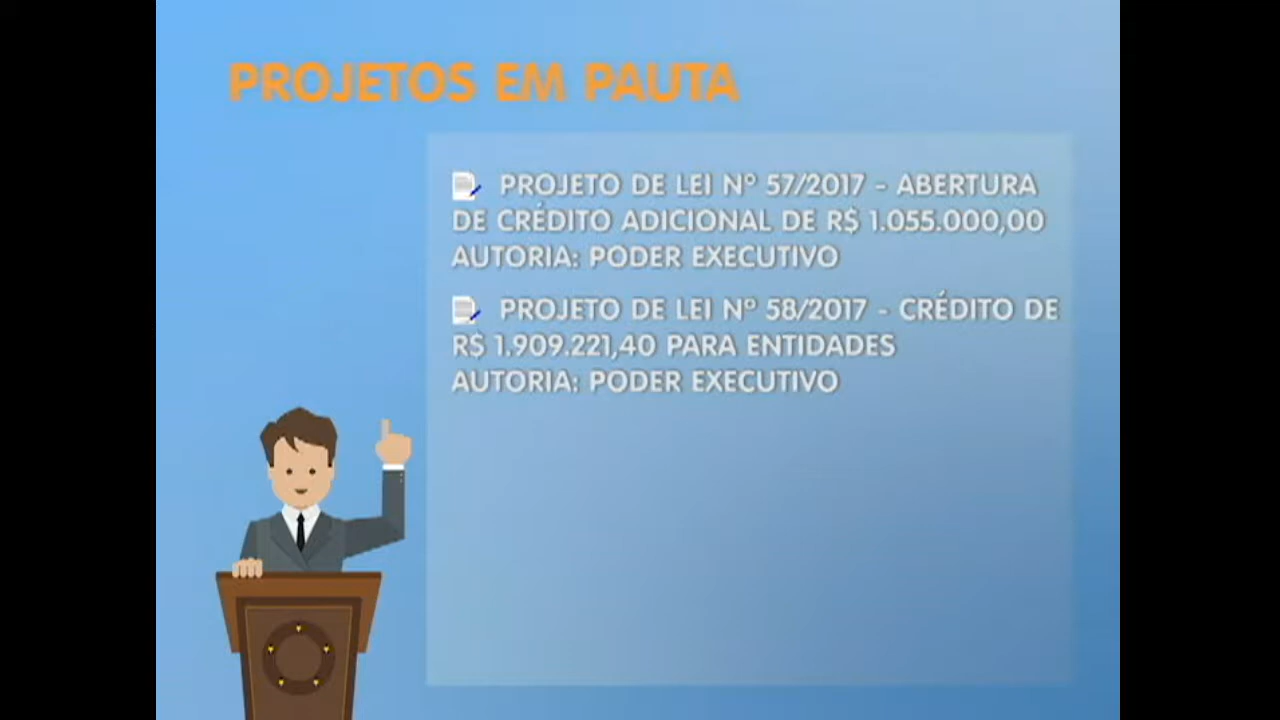 PROJETOS EM PAUTA
PROJETO DE LEI Nº 57/2017 - ABERTURA
DE CRÉDITO ADICIONAL DE R$ 1.055.000,00
AUTORIA: PODER EXECUTIVO
PROJETO DE LEI Nº 58/2017 - CRÉDITO DE
R$ 1.909.221,40 PARA ENTIDADES
AUTORIA: PODER EXECUTIVO